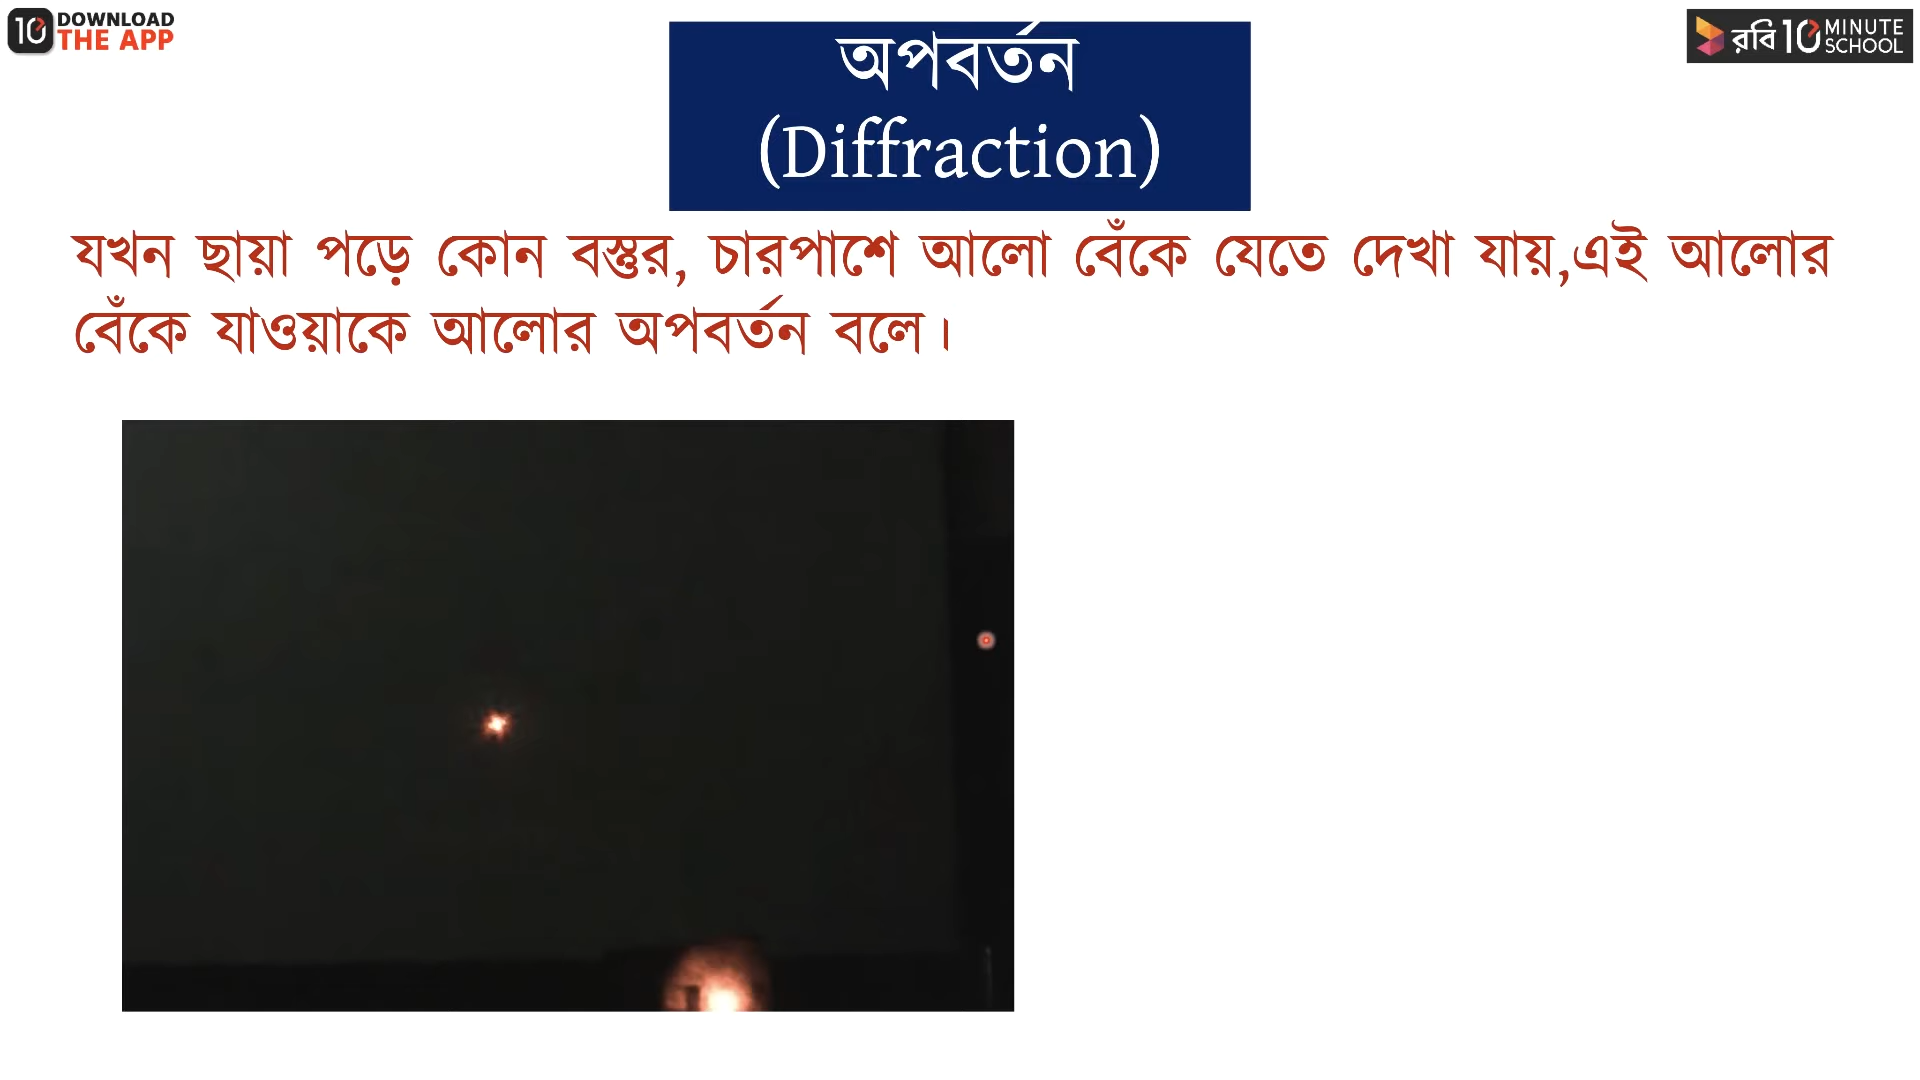 10 DOWNLOAD
THE APP
অপবর্তন
(Diffraction)
রবি 10 MINUTE
SCHOOL
যখন ছায়া পড়ে কোন বস্তুর, চারপাশে আলো বেঁকে যেতে দেখা যায়,এই আলোর
বেঁকে যাওয়াকে আলোর অপবর্তন বলে।